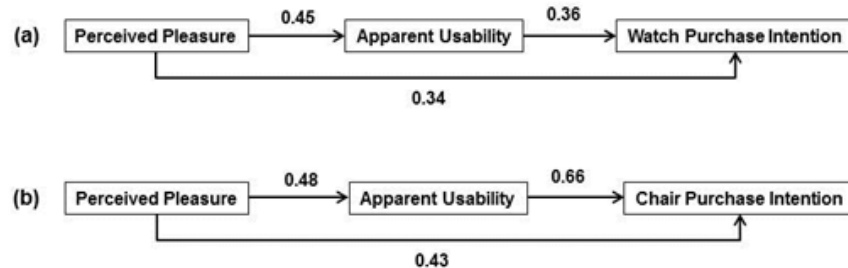 0.45 0.36
(a) Perceived Pleasure Apparent Usability Watch Purchase Intention
0.34
0.48 0.66
(b) Perceived Pleasure Apparent Usability Chair Purchase Intention
0.43